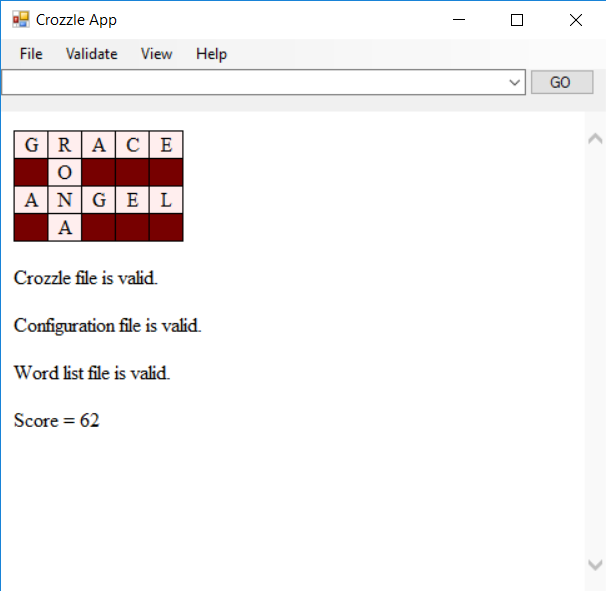 Crozzle App
File Validate View Help
GO
G R A C E
O
A N G E L
A
Crozzle file is valid.
Configuration file is valid.
Word list file is valid.
Score = 62